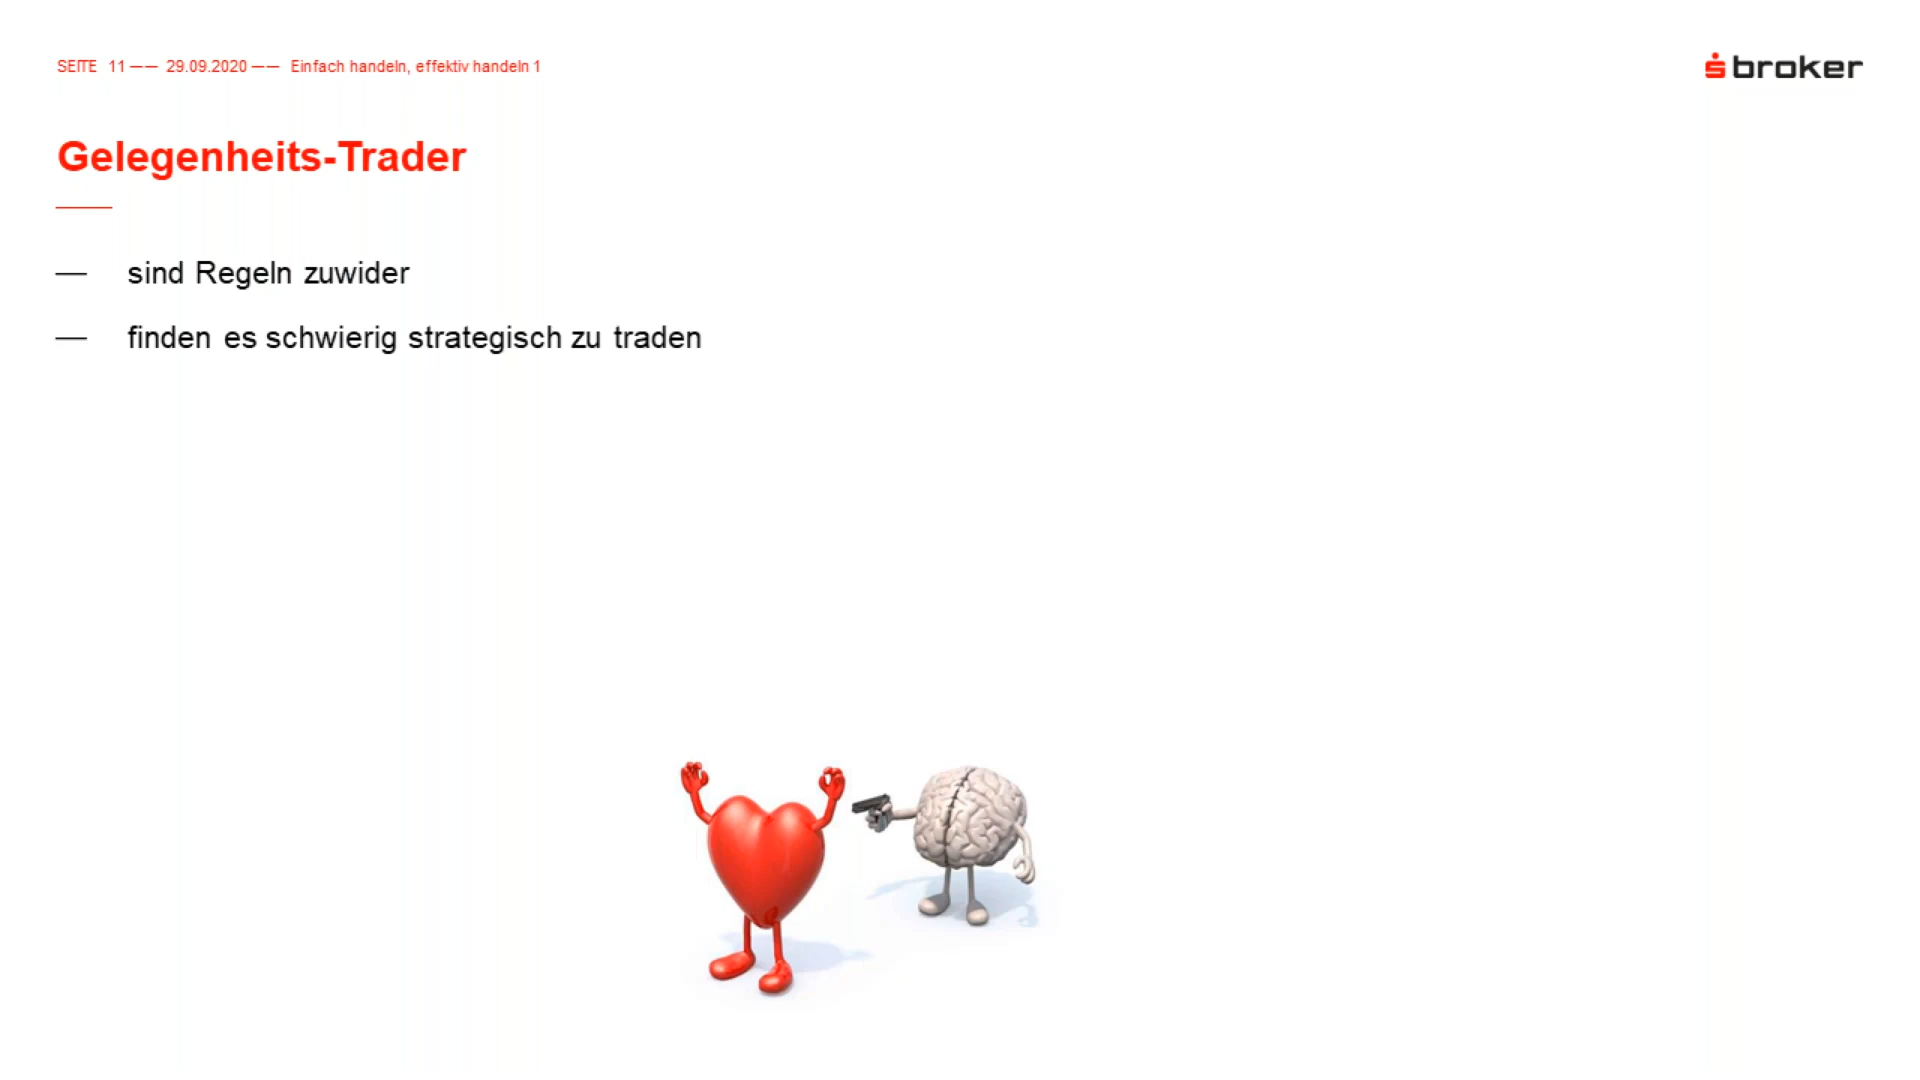 SEITE 11 —— 29.09.2020 —— Einfach handeln, effektiv handeln 1
broker
Gelegenheits-Trader
— sind Regeln zuwider
— finden es schwierig strategisch zu traden